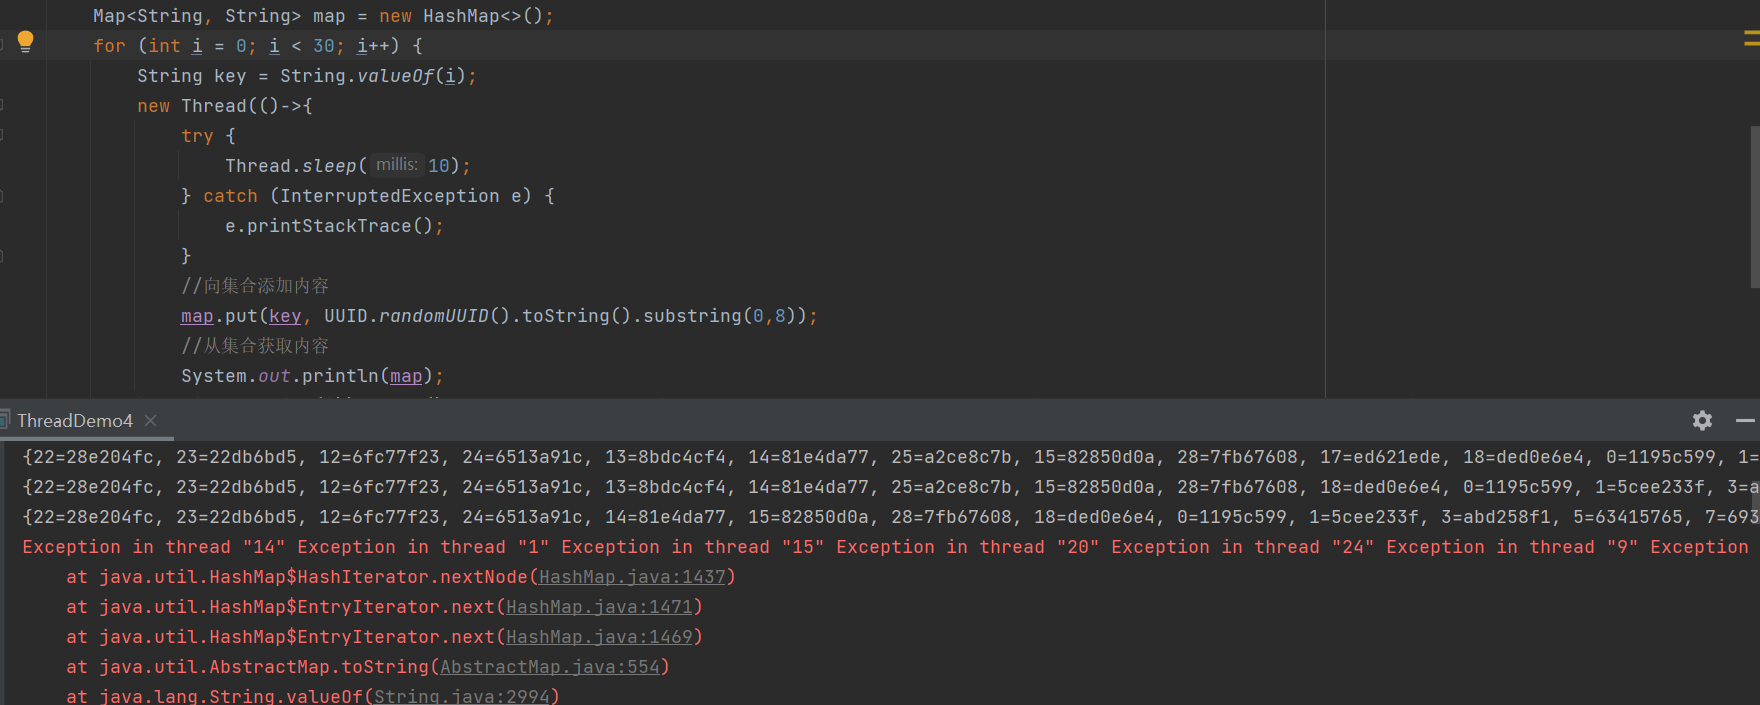 Map<String, String> map = new HashMap<>();
for (int i = 0; i < 30; i++) {
String key = String.valueOf(i);
new Thread(()->{
try {
Thread.sleep( millis: 10);
} catch (InterruptedException e) {
e.printStackTrace();
}
//向集合添加内容
map.put(key, UUID.randomUUID().toString().substring(0,8));
//从集合获取内容
System.out.println(map);
ThreadDemo4
{22=28e204fc, 23=22db6bd5, 12=6fc77f23, 24=6513a91c, 13=8bdc4cf4, 14=81e4da77, 25=a2ce8c7b, 15=82850d0a, 28=7fb67608, 17=ed621ede, 18=ded0e6e4, 0=1195c599, 1=
{22=28e204fc, 23=22db6bd5, 12=6fc77f23, 24=6513a91c, 13=8bdc4cf4, 14=81e4da77, 25=a2ce8c7b, 15=82850d0a, 28=7fb67608, 18=ded0e6e4, 0=1195c599, 1=5cee233f, 3=a
{22=28e204fc, 23=22db6bd5, 12=6fc77f23, 24=6513a91c, 14=81e4da77, 15=82850d0a, 28=7fb67608, 18=ded0e6e4, 0=1195c599, 1=5cee233f, 3=abd258f1, 5=63415765, 7=693
Exception in thread "14" Exception in thread "1" Exception in thread "15" Exception in thread "20" Exception in thread "24" Exception in thread "9" Exception
at java.util.HashMap$HashIterator.nextNode(HashMap.java:1437)
at java.util.HashMap$EntryIterator.next(HashMap.java:1471)
at java.util.HashMap$EntryIterator.next(HashMap.java:1469)
at java.util.AbstractMap.toString(AbstractMap.java:554)
at java.lang.String.valueOf(String.java:2994)